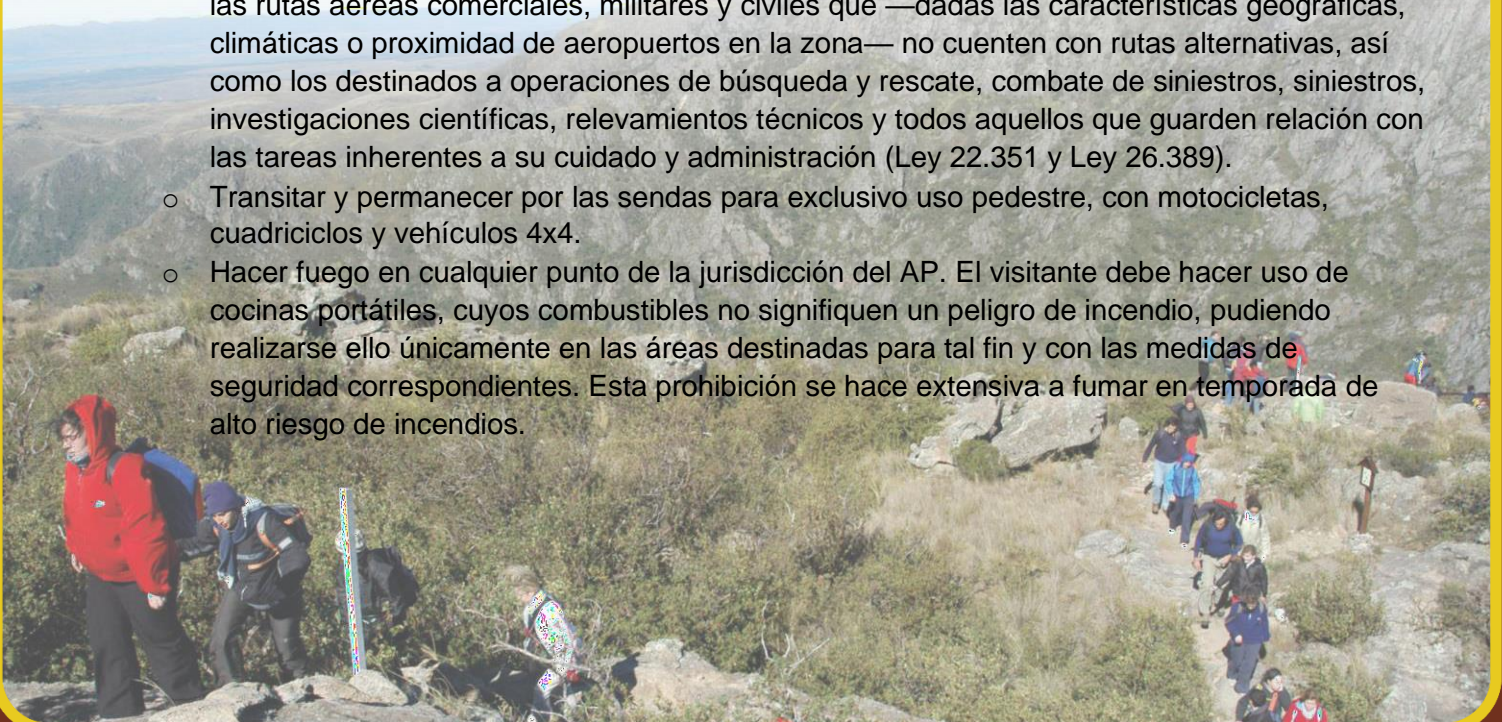 las rutas aéreas comerciales, militares y civiles que —dadas las características geográficas,
climáticas o proximidad de aeropuertos en la zona— no cuenten con rutas alternativas, así
como los destinados a operaciones de búsqueda y rescate, combate de siniestros, siniestros,
investigaciones científicas, relevamientos técnicos y todos aquellos que guarden relación con
las tareas inherentes a su cuidado y administración (Ley 22.351 y Ley 26.389).
o Transitar y permanecer por las sendas para exclusivo uso pedestre, con motocicletas,
cuadriciclos y vehículos 4x4.
o Hacer fuego en cualquier punto de la jurisdicción del AP. El visitante debe hacer uso de
cocinas portátiles, cuyos combustibles no signifiquen un peligro de incendio, pudiendo
realizarse ello únicamente en las áreas destinadas para tal fin y con las medidas de
seguridad correspondientes. Esta prohibición se hace extensiva a fumar en temporada de
alto riesgo de incendios.